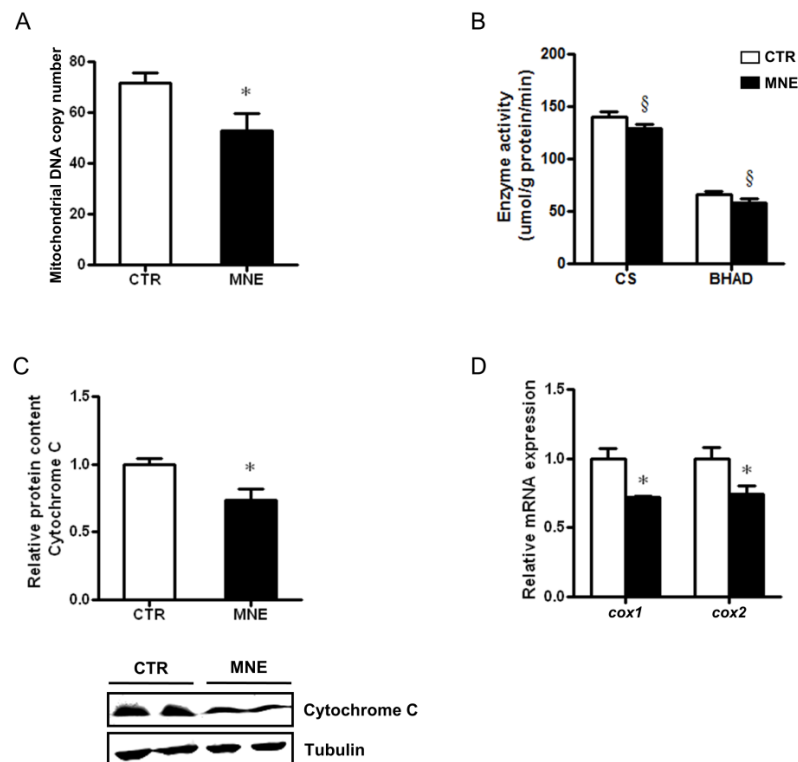 A
Mitochondrial DNA copy number
80
60
40
20
0
*
CTR
MNE
B
Enzyme activity
(umol/g protein/min)
200
150
100
50
0
§
§
CS
BHAD
CTR
MNE
C
Relative protein content
Cytochrome C
1.5
1.0
0.5
0.0
*
CTR
MNE
CTR
MNE
Cytochrome C
Tubulin
D
Relative mRNA expression
1.5
1.0
0.5
0.0
*
*
cox1
cox2